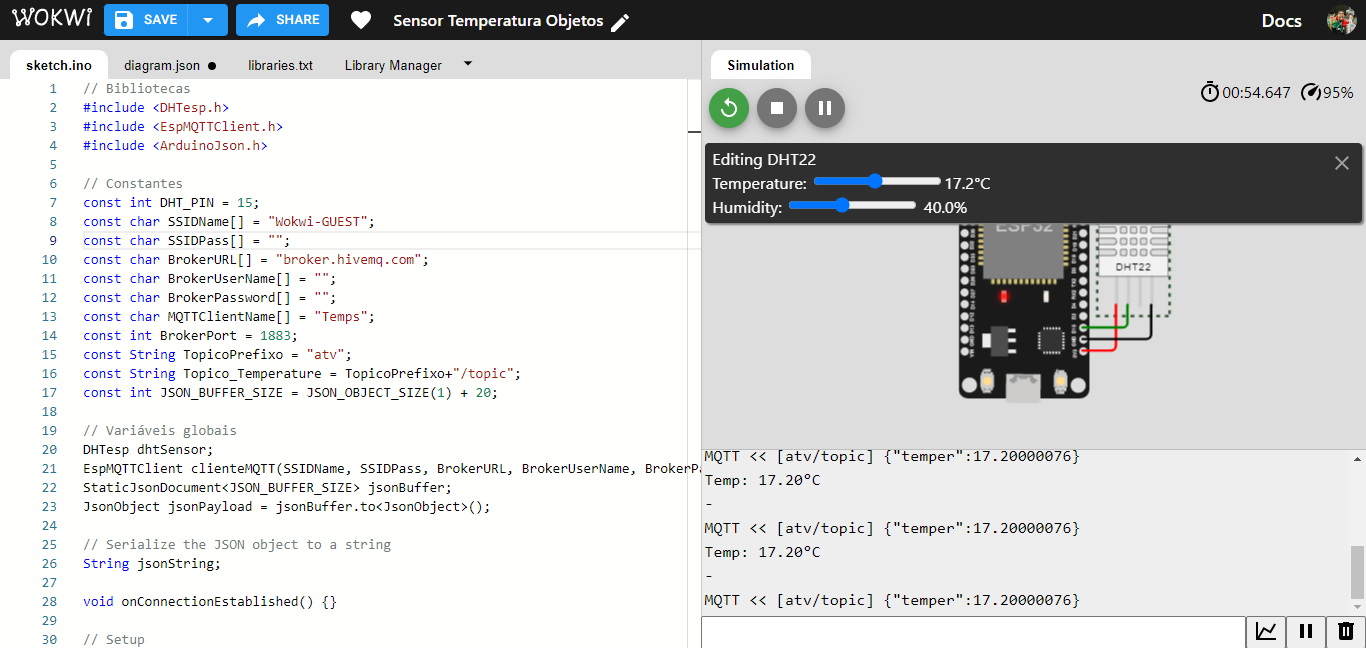 WOKWI SAVE SHARE Sensor Temperatura Objetos Docs
sketch.ino diagram.json libraries.txt Library Manager
1 // Bibliotecas
2 #include <DHTesp.h>
3 #include <EspMQTTClient.h>
4 #include <ArduinoJson.h>
5
6 // Constantes
7 const int DHT_PIN = 15;
8 const char SSIDName[] = "Wokwi-GUEST";
9 const char SSIDPass[] = "";
10 const char BrokerURL[] = "broker.hivemq.com";
11 const char BrokerUserName[] = "";
12 const char BrokerPassword[] = "";
13 const char MQTTClientName[] = "Temps";
14 const int BrokerPort = 1883;
15 const String TopicoPrefixo = "atv";
16 const String Topico_Temperature = TopicoPrefixo+"/topic";
17 const int JSON_BUFFER_SIZE = JSON_OBJECT_SIZE(1) + 20;
18
19 // Variáveis globais
20 DHTesp dhtSensor;
21 EspMQTTClient clienteMQTT(SSIDName, SSIDPass, BrokerURL, BrokerUserName, BrokerPa
22 StaticJsonDocument<JSON_BUFFER_SIZE> jsonBuffer;
23 JsonObject jsonPayload = jsonBuffer.to<JsonObject>();
24
25 // Serialize the JSON object to a string
26 String jsonString;
27
28 void onConnectionEstablished() {}
29
30 // Setup
Simulation
00:54.647 95%
Editing DHT22
Temperature: 17.2°C
Humidity: 40.0%
ESP32
DHT22
MQTT << [atv/topic] {"temper":17.20000076}
Temp: 17.20°C
-
MQTT << [atv/topic] {"temper":17.20000076}
Temp: 17.20°C
-
MQTT << [atv/topic] {"temper":17.20000076}